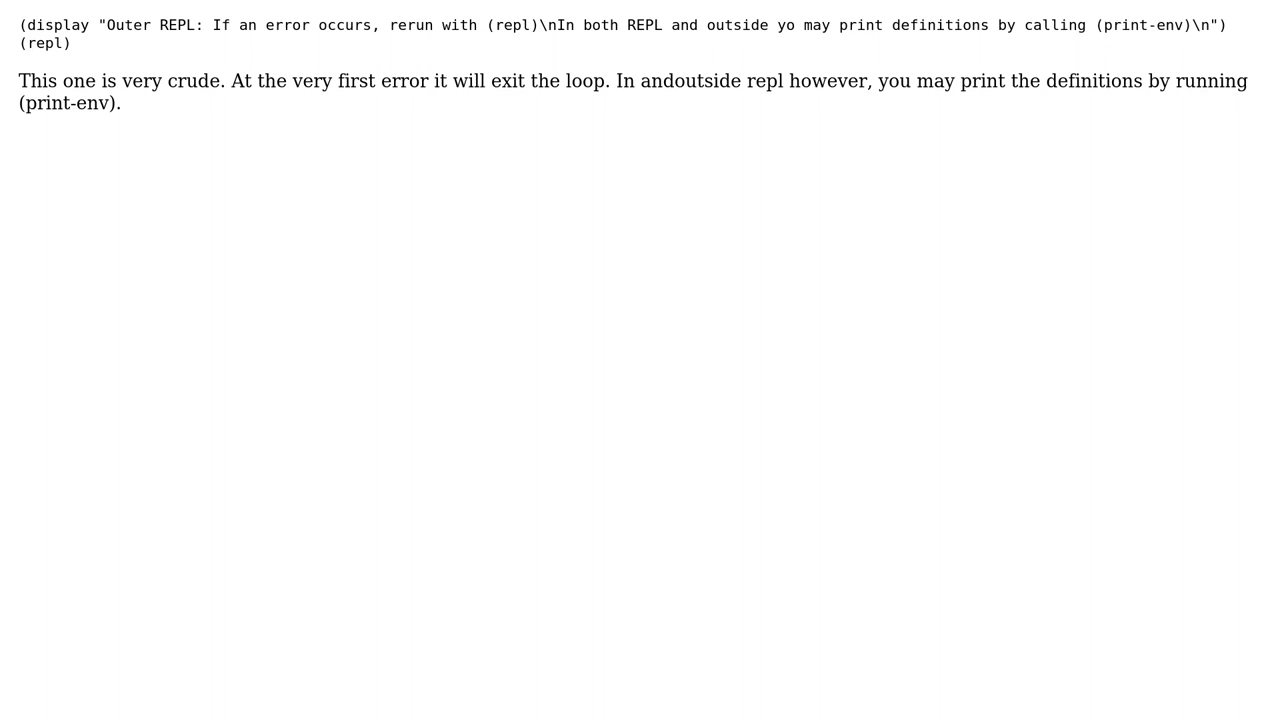 (display "Outer REPL: If an error occurs, rerun with (repl)\nIn both REPL and outside yo may print definitions by calling (print-env)\n")
(repl)
This one is very crude. At the very first error it will exit the loop. In andoutside repl however, you may print the definitions by running
(print-env).